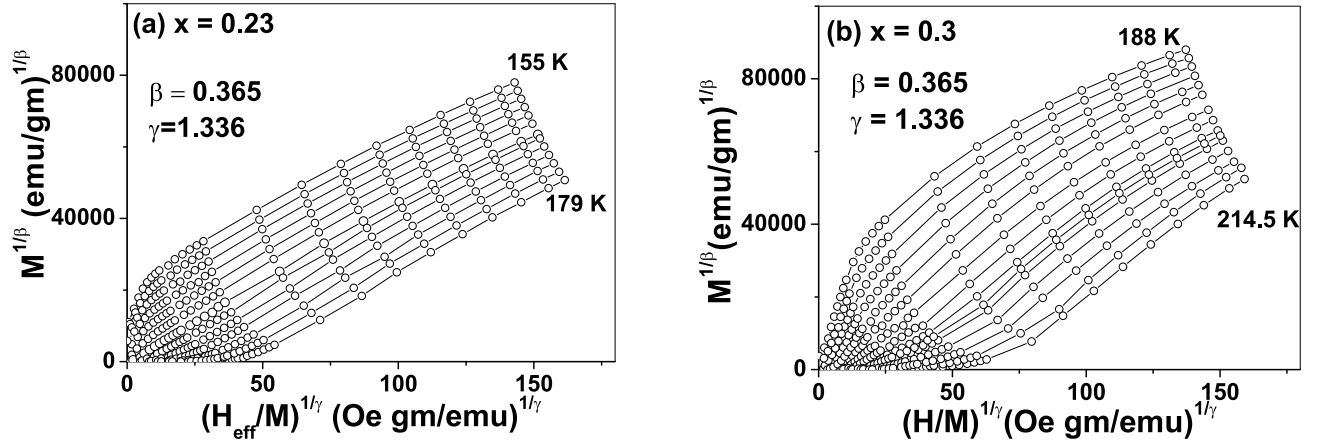 (a) x = 0.23
155 K
β = 0.365
γ=1.336
179 K
M^{1/β} (emu/gm)^{1/β}
80000
40000
0
0 50 100 150
(H_{eff}/M)^{1/γ} (Oe gm/emu)^{1/γ}
(b) x = 0.3
188 K
β = 0.365
γ = 1.336
214.5 K
M^{1/β}(emu/gm)^{1/β}
80000
40000
0
0 50 100 150
(H/M)^{1/γ} (Oe gm/emu)^{1/γ}